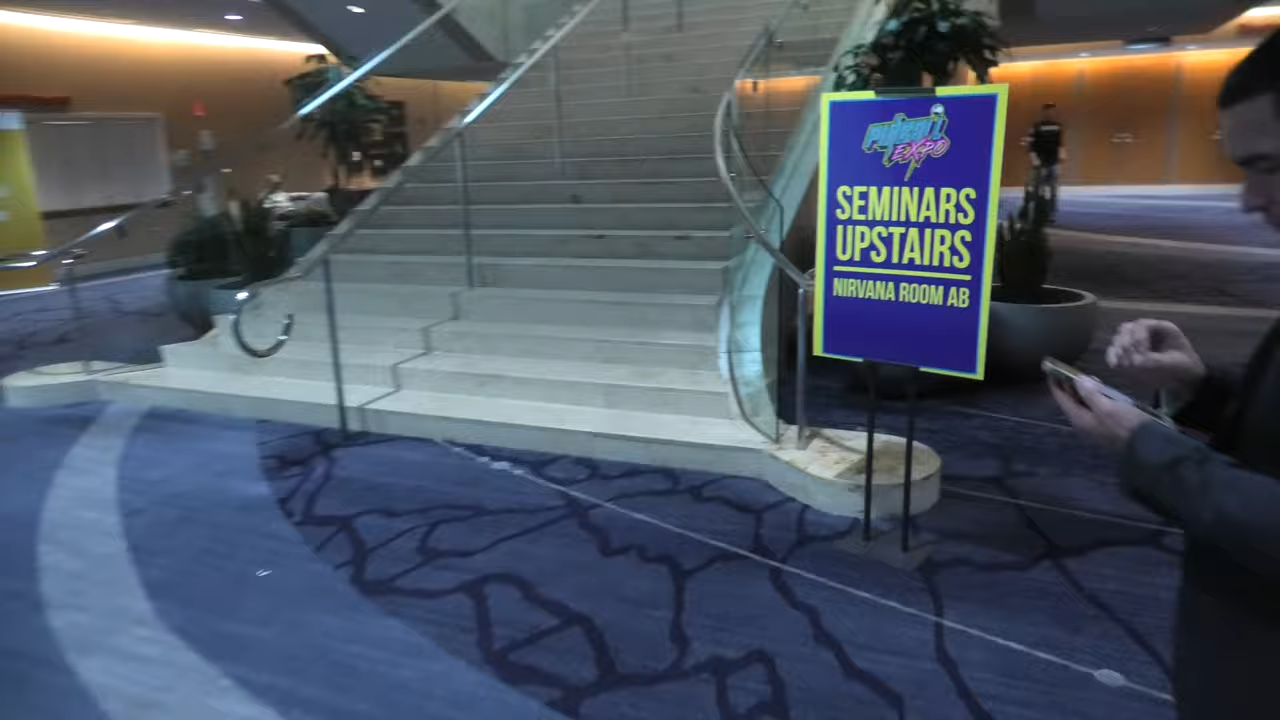 PINBALL
EXPO
SEMINARS
UPSTAIRS
NIRVANA ROOM AB